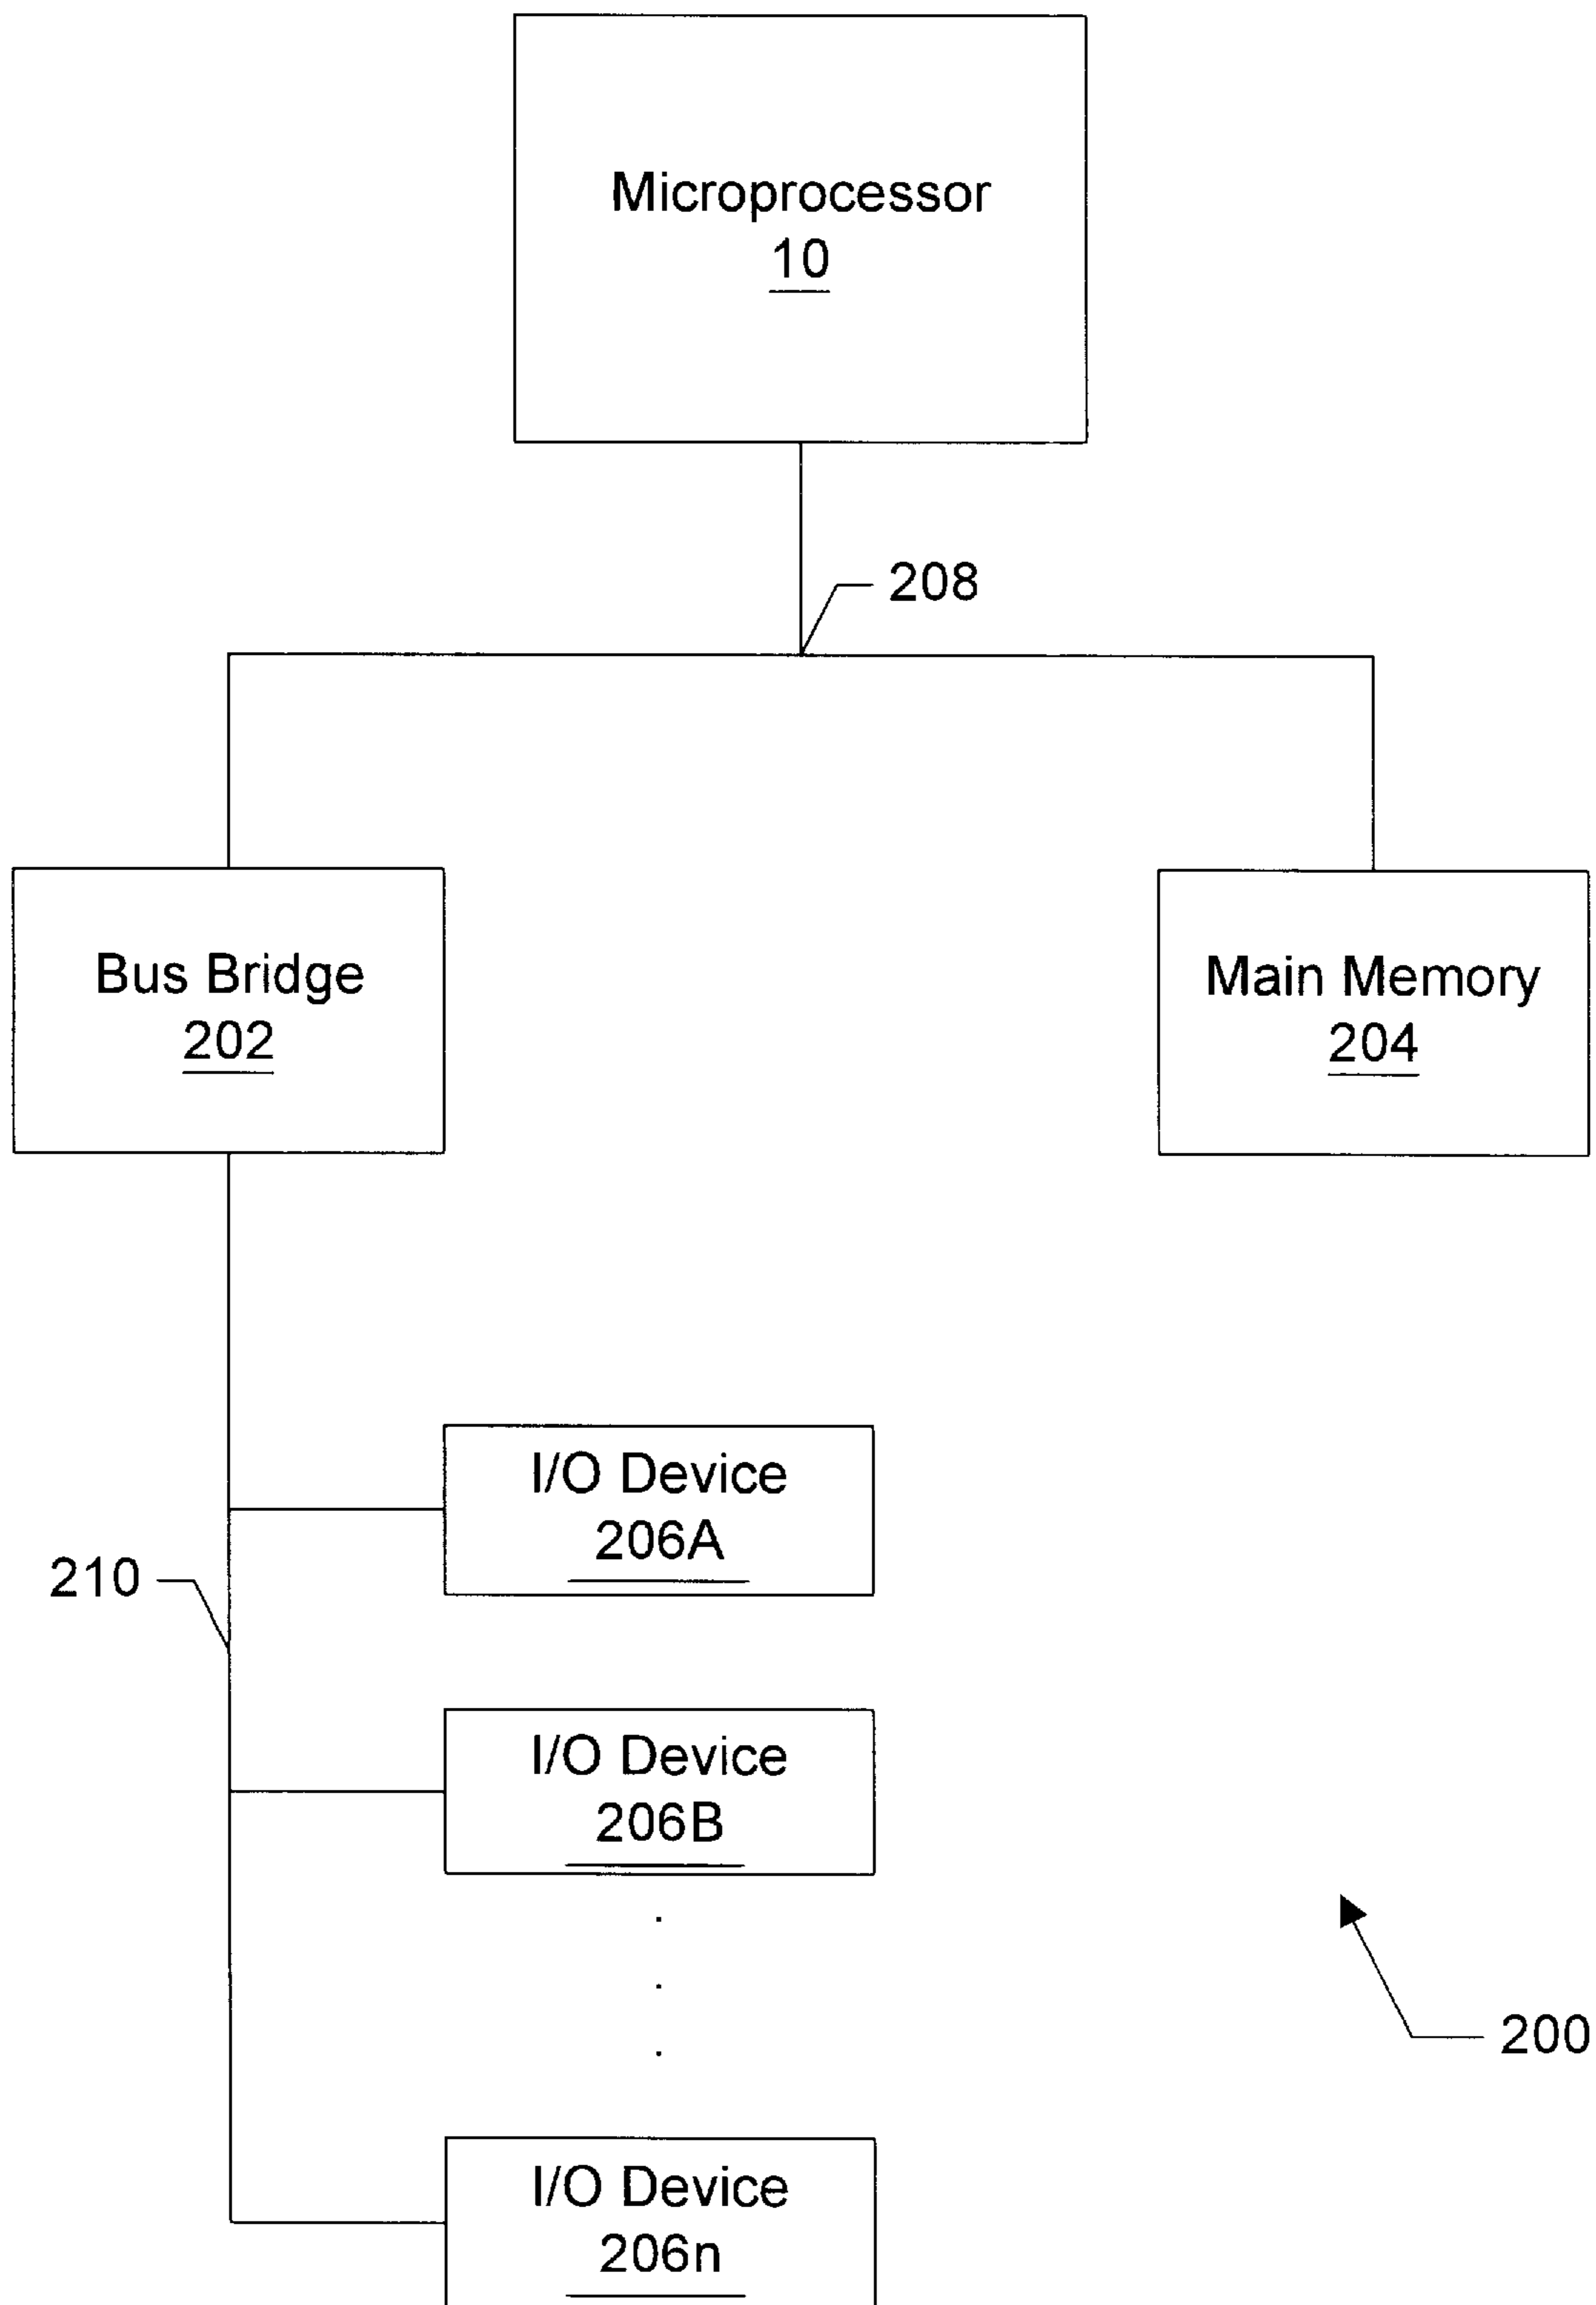 Microprocessor
10
208
Bus Bridge
202
Main Memory
204
I/O Device
206A
210
I/O Device
206B
.
.
.
200
I/O Device
206n